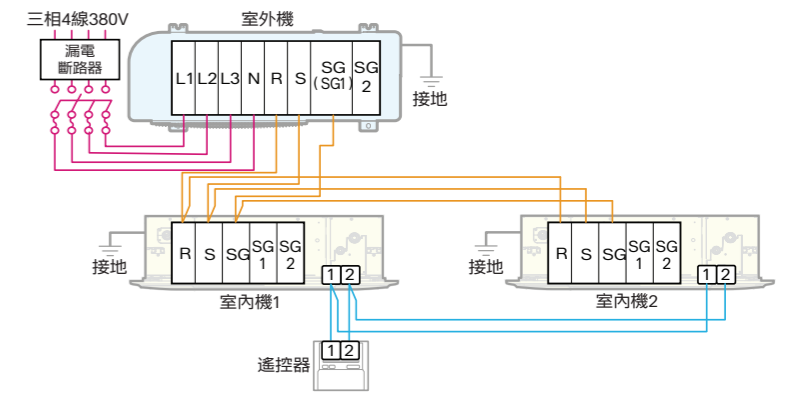 三相4線380V
室外機
漏電
斷路器
L1 L2 L3 N R S SG (SG1) SG 2
接地
R S SG SG 1 SG 2
1 2
接地
室內機1
R S SG SG 1 SG 2
1 2
接地
室內機2
1 2
遙控器